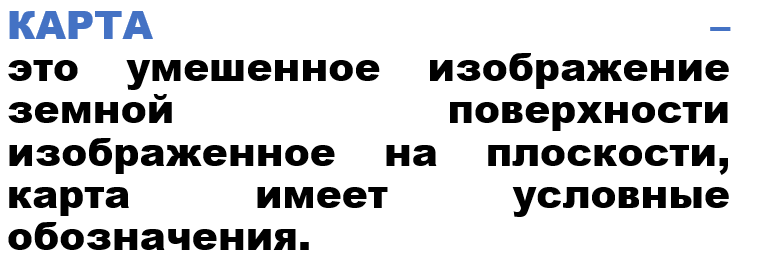 КАРТА –
это умешенное изображение
земной поверхности
изображенное на плоскости,
карта имеет условные
обозначения.